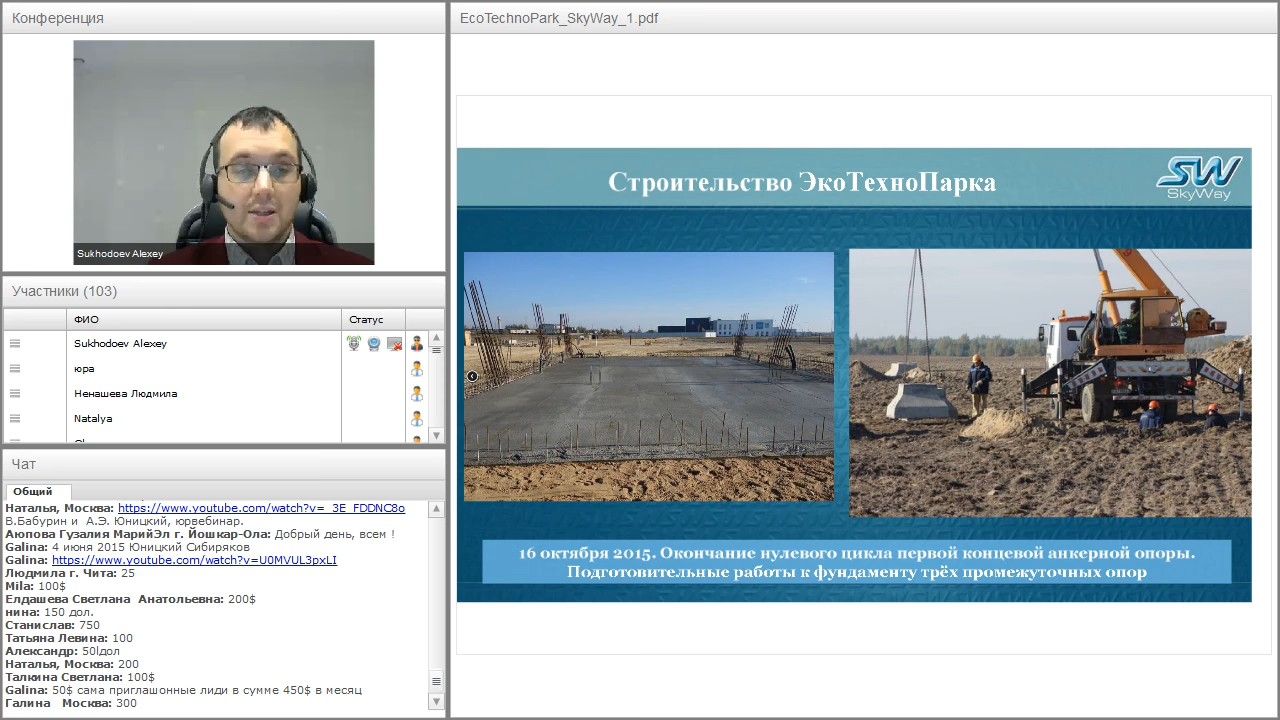 Конференция
Sukhodoev Alexey
Участники (103)
ФИО
Статус
Sukhodoev Alexey
юра
Ненашева Людмила
Natalya
Чат
Общий
Наталья, Москва: https://www.youtube.com/watch?v=_3E_FDDNC8o
В.Бабурин и А.Э. Юницкий, юрвебинар.
Аюпова Гузалия МарийЭл г. Йошкар-Ола: Добрый день, всем !
Galina: 4 июня 2015 Юницкий Сибиряков
Galina: https://www.youtube.com/watch?v=U0MVUL3pxLI
Людмила г. Чита: 25
Mila: 100$
Елдашева Светлана Анатольевна: 200$
нина: 150 дол.
Станислав: 750
Татьяна Левина: 100
Александр: 50lдол
Наталья, Москва: 200
Талкина Светлана: 100$
Galina: 50$ сама приглашонные лиди в сумме 450$ в месяц
Галина Москва: 300
EcoTechnoPark_SkyWay_1.pdf
Строительство ЭкоТехноПарка
SW
SkyWay
16 октября 2015. Окончание нулевого цикла первой концевой анкерной опоры.
Подготовительные работы к фундаменту трёх промежуточных опор